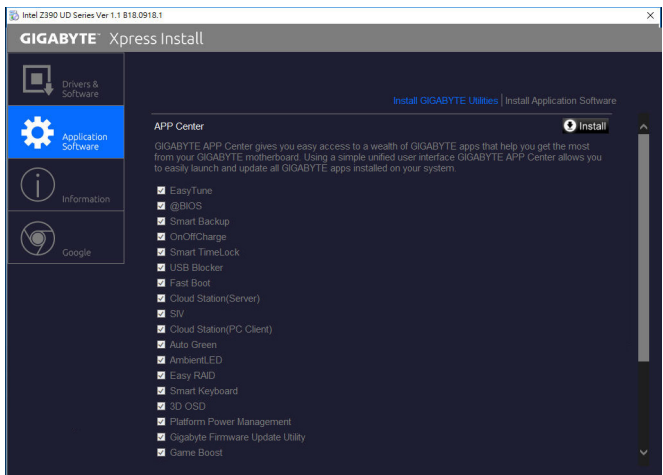 Intel Z390 UD Series Ver 1.1 B18.0918.1
GIGABYTE™ Xpress Install
Drivers &
Software
Application
Software
Information
Google
Install GIGABYTE Utilities | Install Application Software
APP Center
Install
GIGABYTE APP Center gives you easy access to a wealth of GIGABYTE apps that help you get the most
from your GIGABYTE motherboard. Using a simple unified user interface GIGABYTE APP Center allows you
to easily launch and update all GIGABYTE apps installed on your system.
EasyTune
@BIOS
Smart Backup
OnOffCharge
Smart TimeLock
USB Blocker
Fast Boot
Cloud Station(Server)
SIV
Cloud Station(PC Client)
Auto Green
AmbientLED
Easy RAID
Smart Keyboard
3D OSD
Platform Power Management
Gigabyte Firmware Update Utility
Game Boost